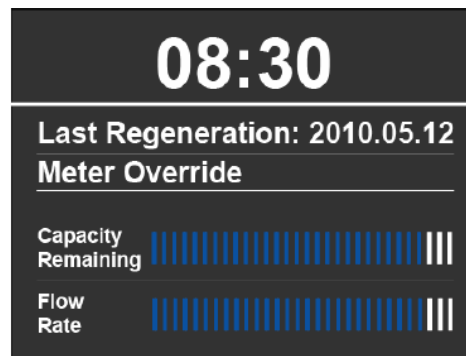 08:30
Last Regeneration: 2010.05.12
Meter Override
Capacity
Remaining
Flow
Rate